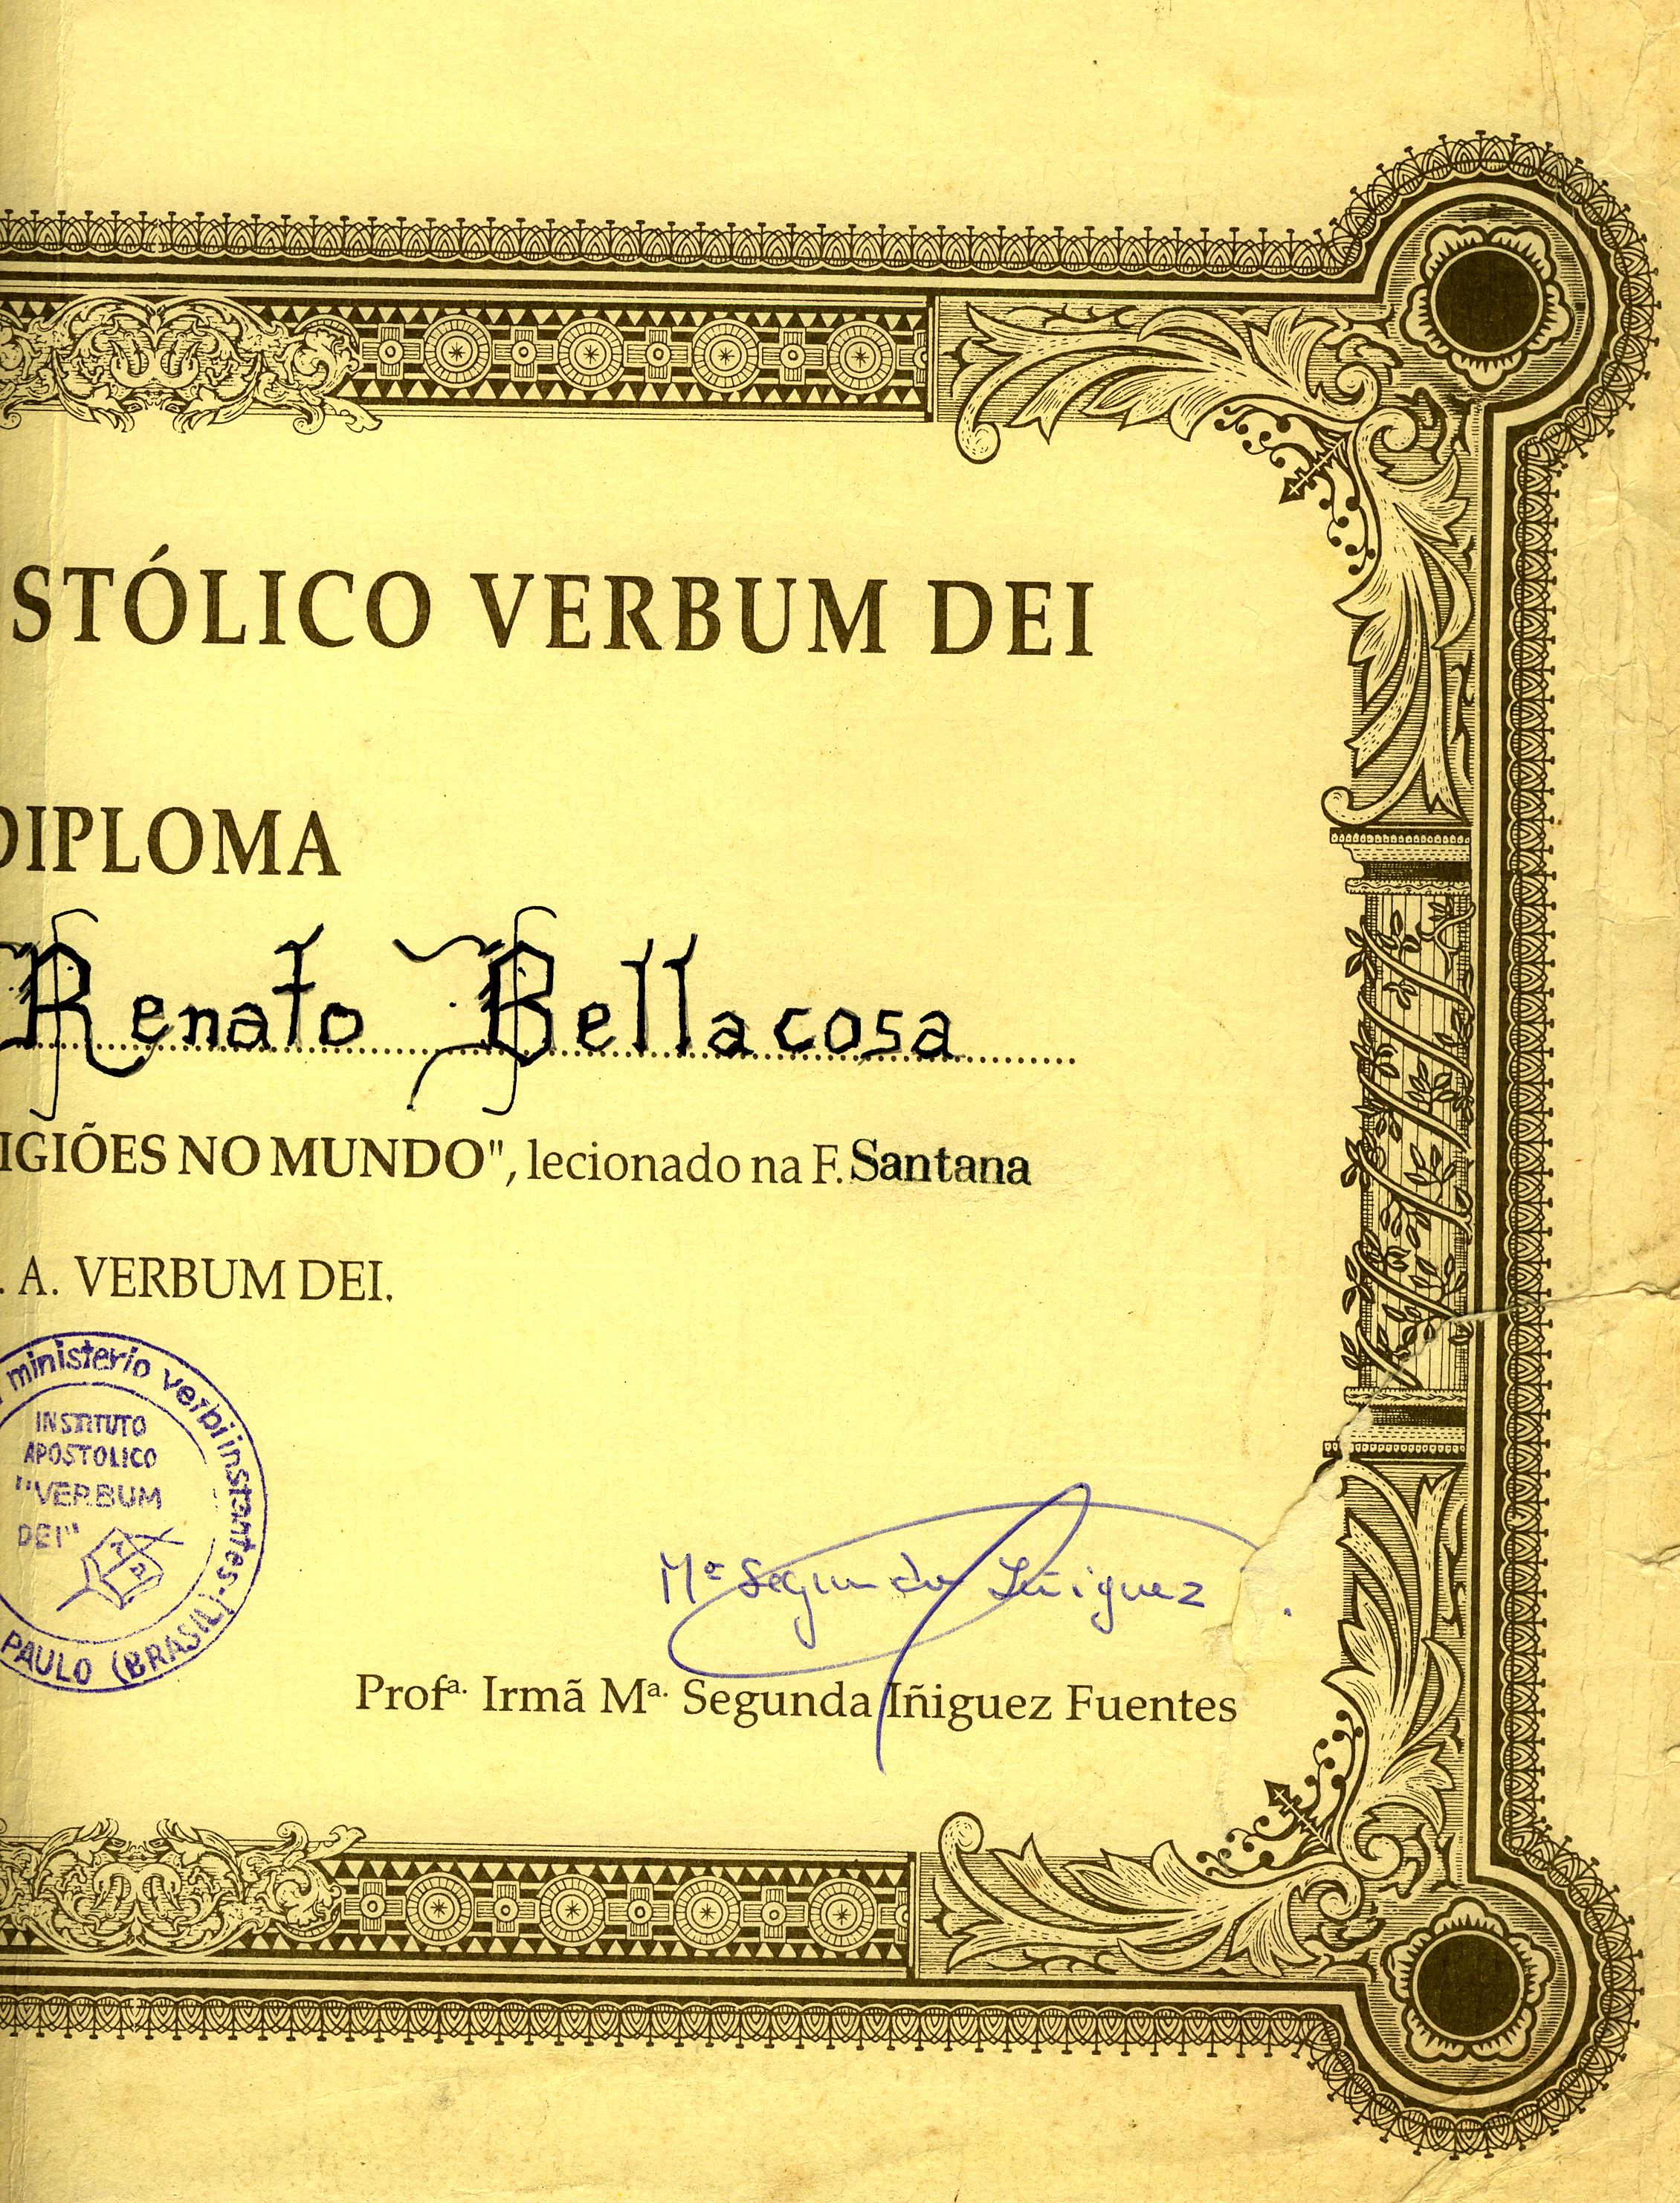 STÓLICO VERBUM DEI
DIPLOMA
Renato Bellacosa
IGIÕES NO MUNDO", lecionado na F. Santana
. A. VERBUM DEI.
ministerio verbi instantes
INSTITUTO
APOSTOLICO
"VERBUM
DEI"
PAULO (BRASIL)
Mª Segunda Iñiguez
Profª. Irmã Mª. Segunda Iñiguez Fuentes